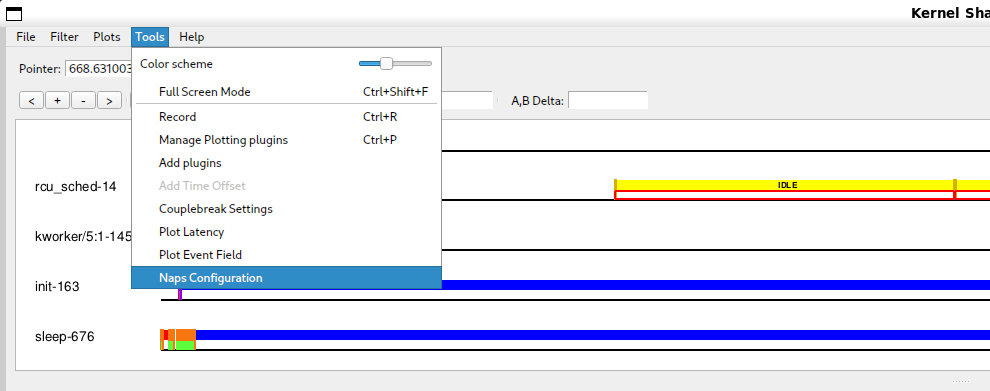 Kernel Sha
File Filter Plots Tools Help
Color scheme
Pointer: 668.631003
Full Screen Mode Ctrl+Shift+F
< + - > A,B Delta:
Record Ctrl+R
Manage Plotting plugins Ctrl+P
Add plugins
rcu_sched-14
Add Time Offset
IDLE
Couplebreak Settings
Plot Latency
kworker/5:1-145
Plot Event Field
Naps Configuration
init-163
sleep-676